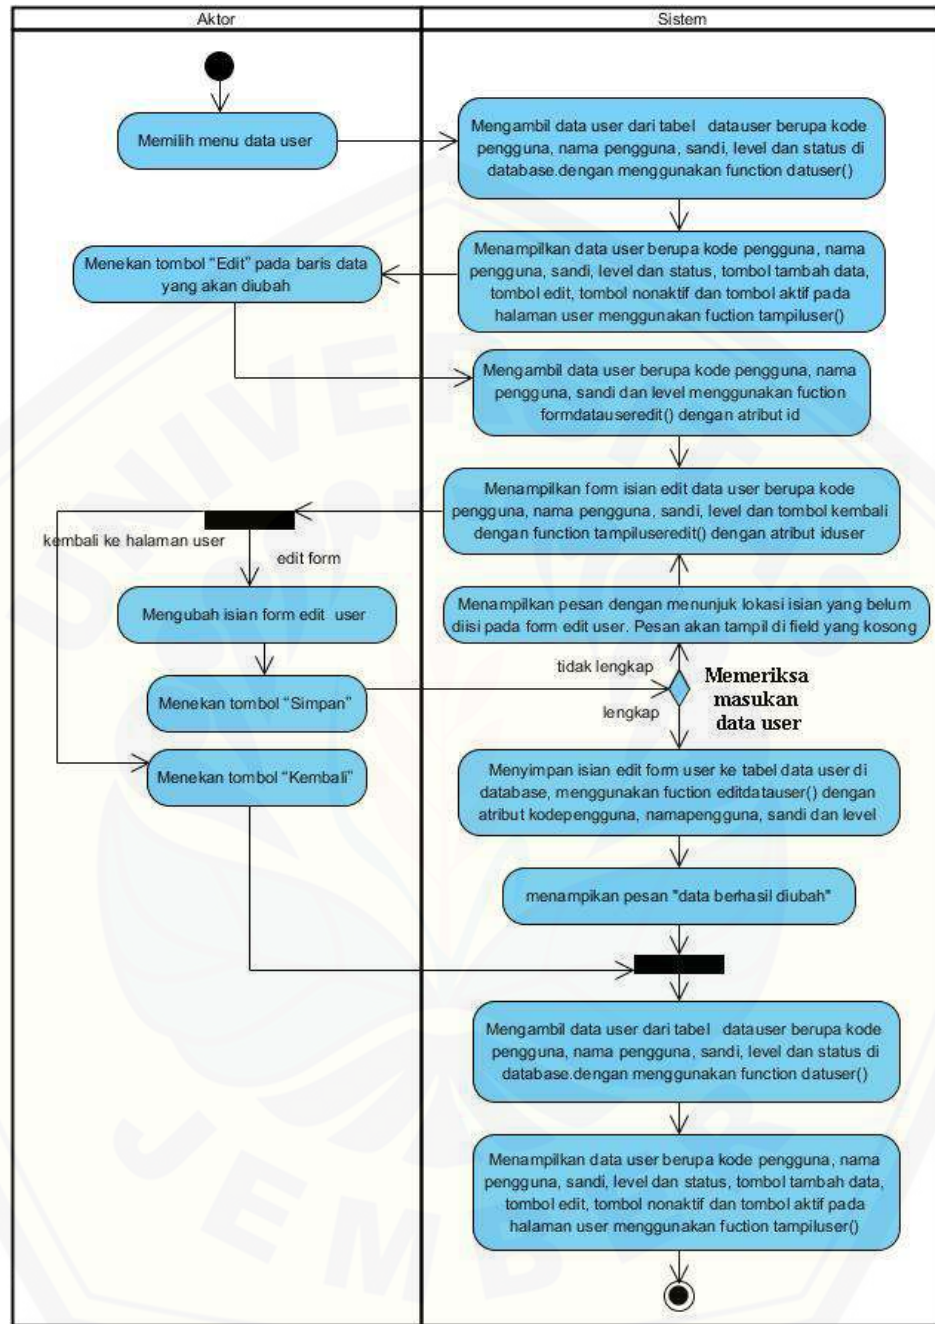 Aktor
Sistem
Memilih menu data user
Mengambil data user dari tabel datauser berupa kode
pengguna, nama pengguna, sandi, level dan status di
database.dengan menggunakan function datuser()
Menampilkan data user berupa kode pengguna, nama
pengguna, sandi, level dan status, tombol tambah data,
tombol edit, tombol nonaktif dan tombol aktif pada
halaman user menggunakan fuction tampiluser()
Menekan tombol “Edit” pada baris data
yang akan diubah
Mengambil data user berupa kode pengguna, nama
pengguna, sandi dan level menggunakan fuction
formdatauseredit() dengan atribut id
Menampilkan form isian edit data user berupa kode
pengguna, nama pengguna, sandi, level dan tombol kembali
dengan function tampiluseredit() dengan atribut iduser
kembali ke halaman user
edit form
Mengubah isian form edit user
Menampilkan pesan dengan menunjuk lokasi isian yang belum
diisi pada form edit user. Pesan akan tampil di field yang kosong
Menekan tombol “Simpan”
tidak lengkap
lengkap
Memeriksa
masukan
data user
Menekan tombol “Kembali”
Menyimpan isian edit form user ke tabel data user di
database, menggunakan fuction editdatauser() dengan
atribut kodepengguna, namapengguna, sandi dan level
menampikan pesan "data berhasil diubah"
Mengambil data user dari tabel datauser berupa kode
pengguna, nama pengguna, sandi, level dan status di
database.dengan menggunakan function datuser()
Menampilkan data user berupa kode pengguna, nama
pengguna, sandi, level dan status, tombol tambah data,
tombol edit, tombol nonaktif dan tombol aktif pada
halaman user menggunakan fuction tampiluser()
UNIVERSITAS
JEMBER